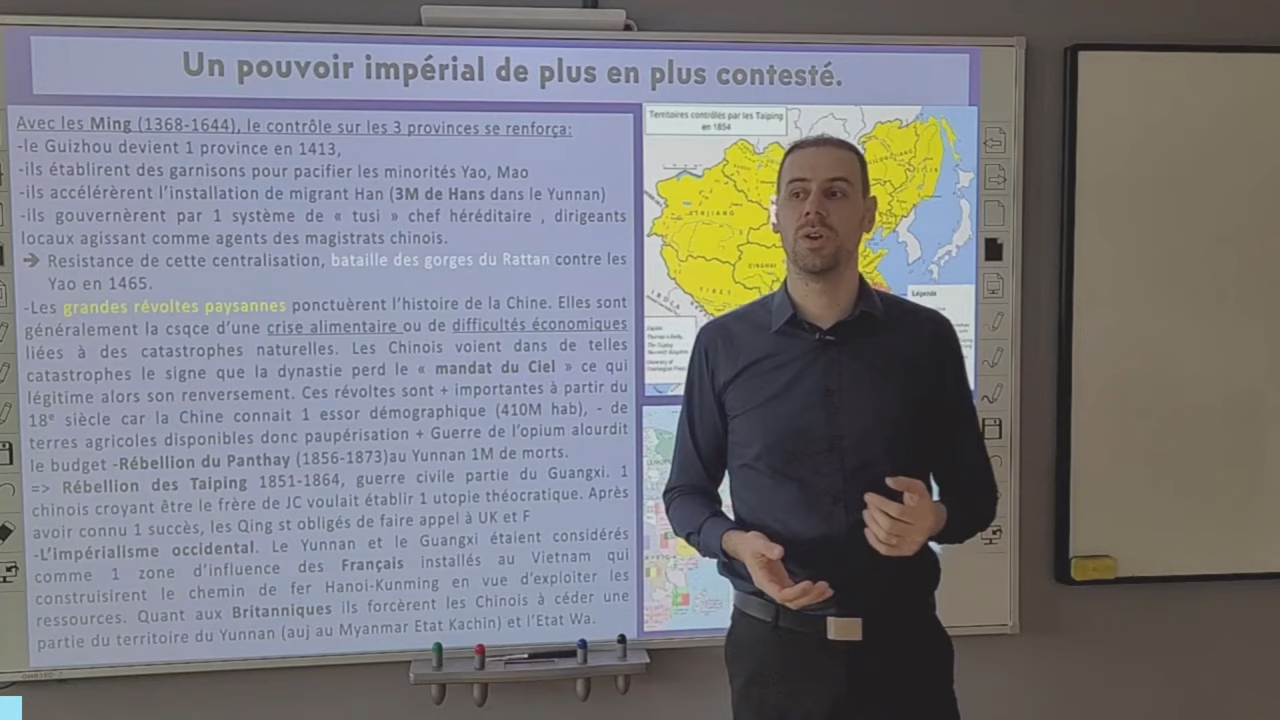 Un pouvoir impérial de plus en plus contesté.
Avec les Ming (1368-1644), le contrôle sur les 3 provinces se renforça:
-le Guizhou devient 1 province en 1413,
-ils établirent des garnisons pour pacifier les minorités Yao, Mao
-ils accélérèrent l'installation de migrant Han (3M de Hans dans le Yunnan)
-ils gouvernèrent par 1 système de « tusi » chef héréditaire , dirigeants
locaux agissant comme agents des magistrats chinois.
➔ Resistance de cette centralisation, bataille des gorges du Rattan contre les
Yao en 1465.
-Les grandes révoltes paysannes ponctuèrent l'histoire de la Chine. Elles sont
généralement la csqce d'une crise alimentaire ou de difficultés économiques
liées à des catastrophes naturelles. Les Chinois voient dans de telles
catastrophes le signe que la dynastie perd le « mandat du Ciel » ce qui
légitime alors son renversement. Ces révoltes sont + importantes à partir du
18e siècle car la Chine connait 1 essor démographique (410M hab), - de
terres agricoles disponibles donc paupérisation + Guerre de l'opium alourdit
le budget -Rébellion du Panthay (1856-1873)au Yunnan 1M de morts.
=> Rébellion des Taiping 1851-1864, guerre civile partie du Guangxi. 1
chinois croyant être le frère de JC voulait établir 1 utopie théocratique. Après
avoir connu 1 succès, les Qing st obligés de faire appel à UK et F
-L'impérialisme occidental. Le Yunnan et le Guangxi étaient considérés
comme 1 zone d'influence des Français installés au Vietnam qui
construisirent le chemin de fer Hanoi-Kunming en vue d'exploiter les
ressources. Quant aux Britanniques ils forcèrent les Chinois à céder une
partie du territoire du Yunnan (auj au Myanmar Etat Kachin) et l'Etat Wa.
Territoires contrôlés par les Taiping
en 1854
XINJIANG
QINGHAI
TIBET
Légende